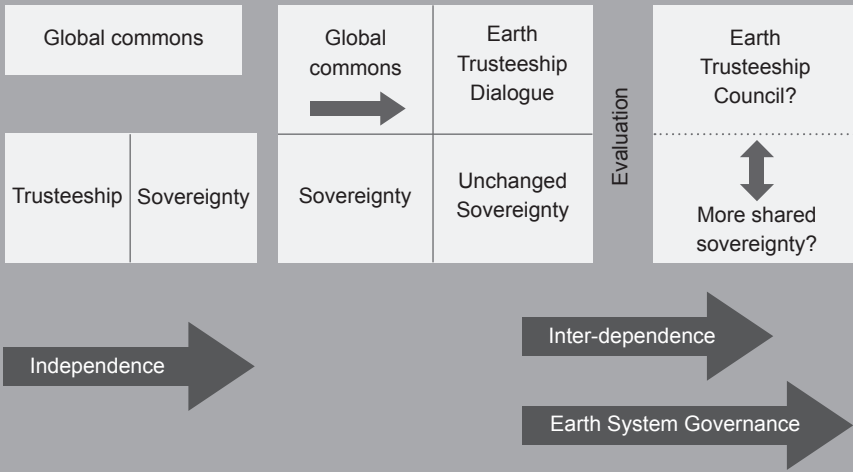 Global commons
Trusteeship
Sovereignty
Global
commons
Earth
Trusteeship
Dialogue
Sovereignty
Unchanged
Sovereignty
Evaluation
Earth
Trusteeship
Council?
More shared
sovereignty?
Independence
Inter-dependence
Earth System Governance